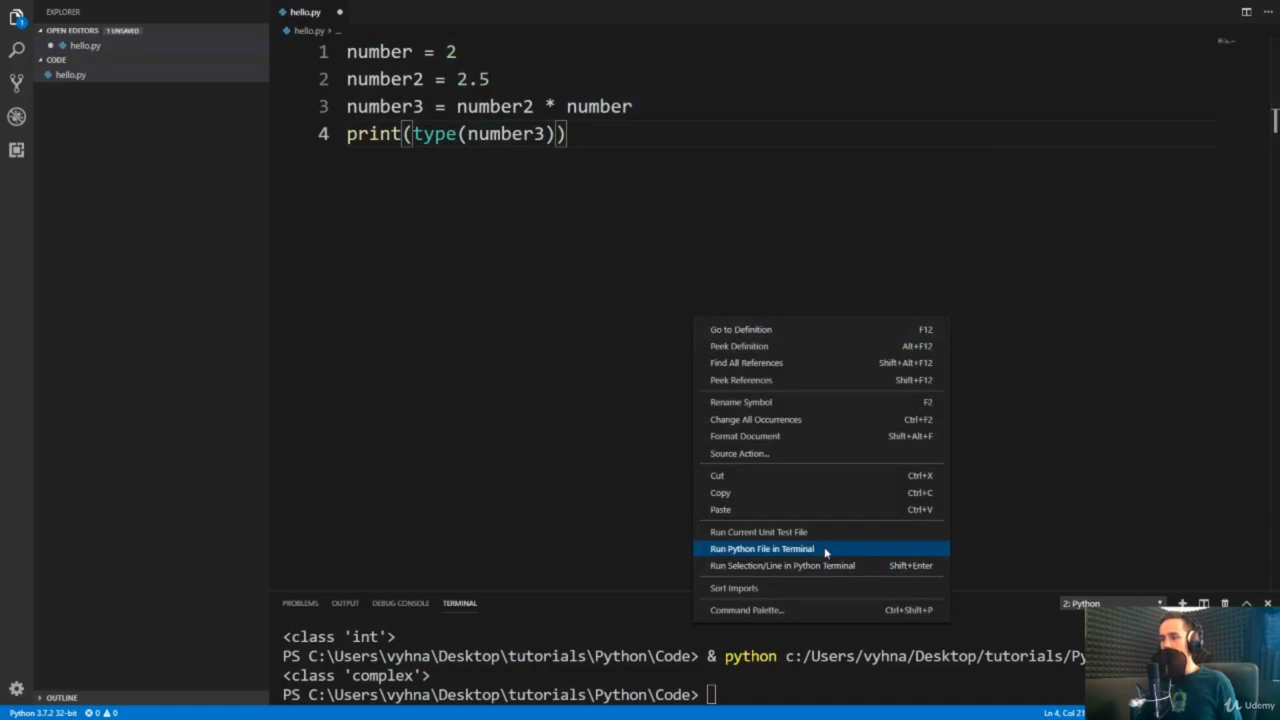 EXPLORER
OPEN EDITORS 1 UNSAVED
hello.py
CODE
hello.py
OUTLINE
1
hello.py
hello.py › ...
1 number = 2
2 number2 = 2.5
3 number3 = number2 * number
4 print(type(number3))
Go to Definition F12
Peek Definition Alt+F12
Find All References Shift+Alt+F12
Peek References Shift+F12
Rename Symbol F2
Change All Occurrences Ctrl+F2
Format Document Shift+Alt+F
Source Action...
Cut Ctrl+X
Copy Ctrl+C
Paste Ctrl+V
Run Current Unit Test File
Run Python File in Terminal
Run Selection/Line in Python Terminal Shift+Enter
Sort Imports
Command Palette... Ctrl+Shift+P
PROBLEMS OUTPUT DEBUG CONSOLE TERMINAL 2: Python
<class 'int'>
PS C:\Users\vyhna\Desktop\tutorials\Python\Code> & python c:/Users/vyhna/Desktop/tutorials/Py
<class 'complex'>
PS C:\Users\vyhna\Desktop\tutorials\Python\Code>
Python 3.7.2 32-bit 0 0 Ln 4, Col 21
Udemy